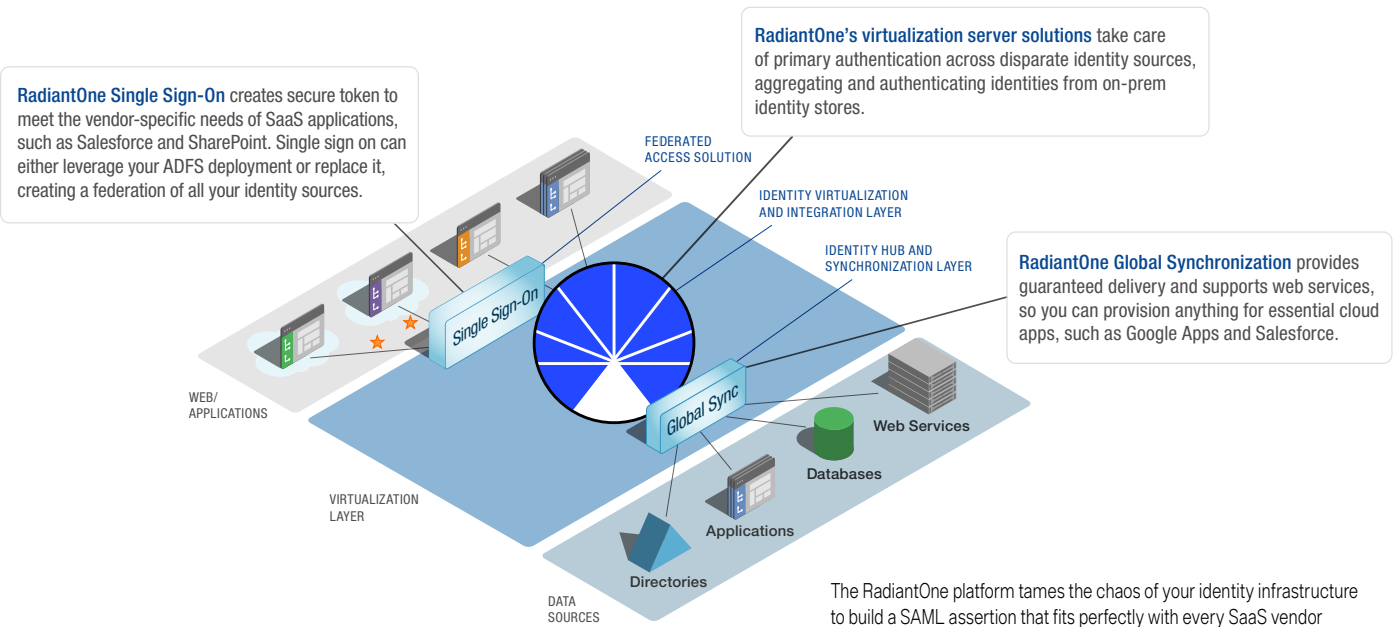 RadiantOne's virtualization server solutions take care
of primary authentication across disparate identity sources,
aggregating and authenticating identities from on-prem
identity stores.
RadiantOne Single Sign-On creates secure token to
meet the vendor-specific needs of SaaS applications,
such as Salesforce and SharePoint. Single sign on can
either leverage your ADFS deployment or replace it,
creating a federation of all your identity sources.
FEDERATED
ACCESS SOLUTION
IDENTITY VIRTUALIZATION
AND INTEGRATION LAYER
IDENTITY HUB AND
SYNCHRONIZATION LAYER
RadiantOne Global Synchronization provides
guaranteed delivery and supports web services,
so you can provision anything for essential cloud
apps, such as Google Apps and Salesforce.
Single Sign-On
Global Sync
WEB/
APPLICATIONS
VIRTUALIZATION
LAYER
Web Services
Databases
Applications
Directories
DATA
SOURCES
The RadiantOne platform tames the chaos of your identity infrastructure
to build a SAML assertion that fits perfectly with every SaaS vendor